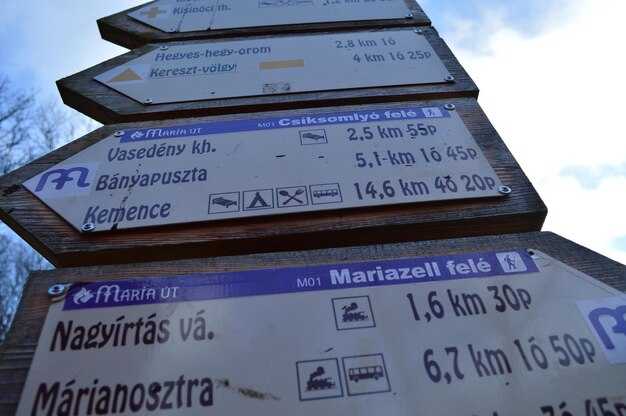 Kisinóci th.
Hegyes-hegy-orom 2,8 km 1ó
Kereszt-völgy 4 km 1ó 25p
MARIA ÚT M01 Csíksomlyó felé
Vasedény kh. 2,5 km 55p
Bányapuszta 5,1 km 1ó 45p
Kemence 14,6 km 4ó 20p
MARIA ÚT M01 Mariazell felé
Nagyírtás vá. 1,6 km 30p
Márianosztra 6,7 km 1ó 50p